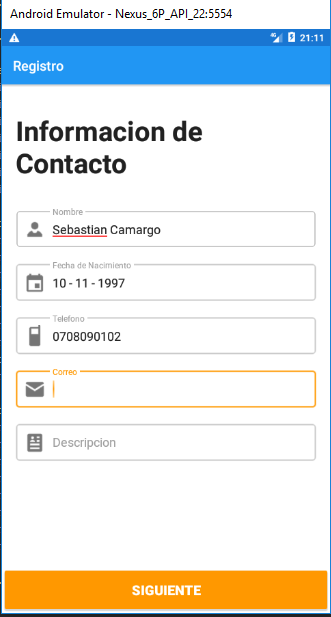 Android Emulator - Nexus_6P_API_22:5554
4G 21:11
Registro
Informacion de
Contacto
Nombre
Sebastian Camargo
Fecha de Nacimiento
10 - 11 - 1997
Telefono
0708090102
Correo
Descripcion
SIGUIENTE